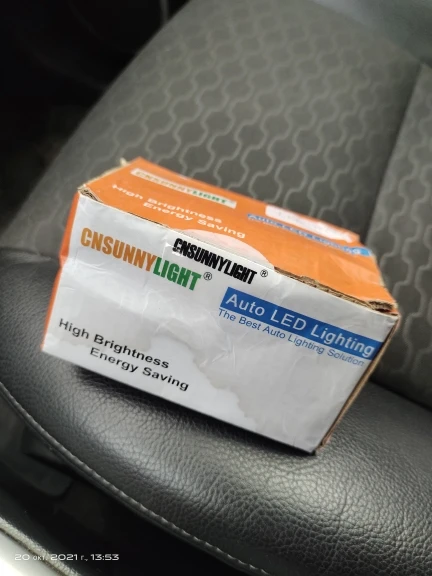 CNSUNNYLIGHT
High Brightness
Energy Saving
CNSUNNYLIGHT®
CNSUNNYLIGHT®
Auto LED Lighting
The Best Auto Lighting Solution
High Brightness
Energy Saving
20 окт. 2021 г., 13:53